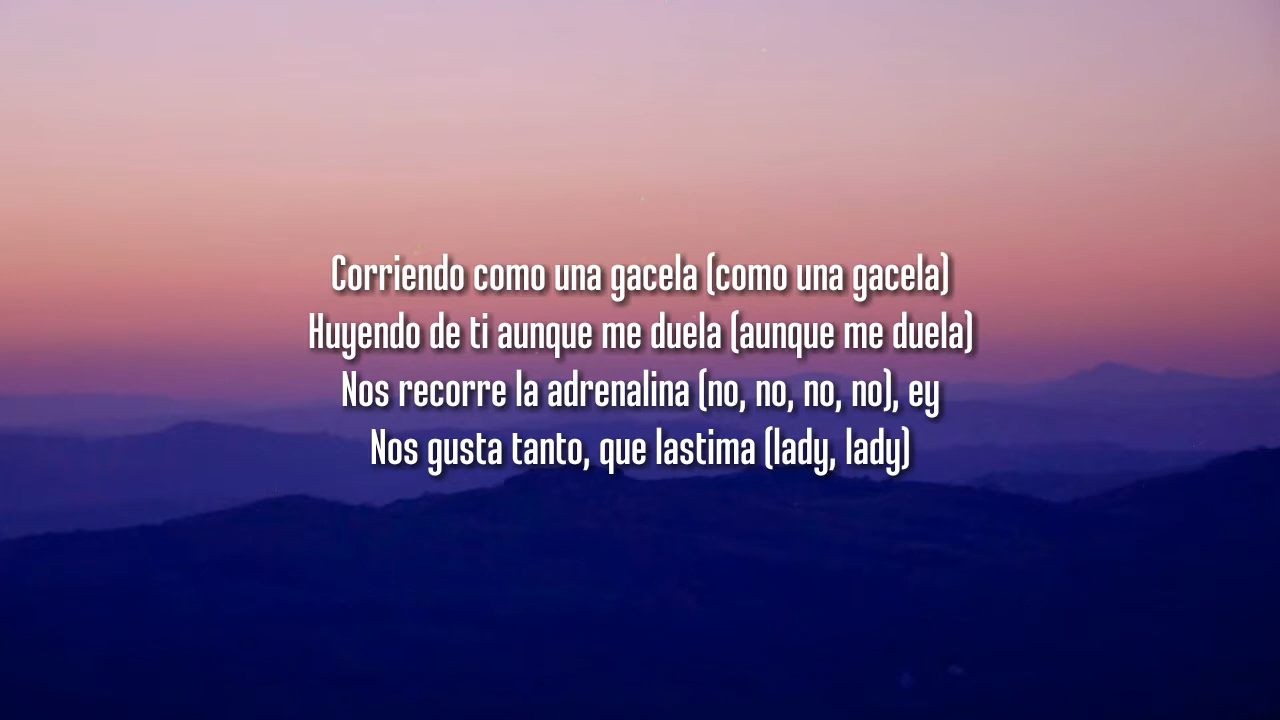 Corriendo como una gacela (como una gacela)
Huyendo de ti aunque me duela (aunque me duela)
Nos recorre la adrenalina (no, no, no, no), ey
Nos gusta tanto, que lastima (lady, lady)